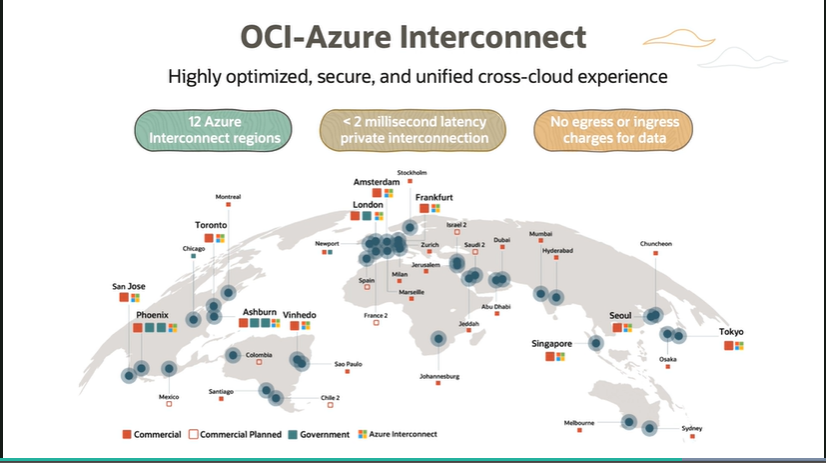 OCI-Azure Interconnect
Highly optimized, secure, and unified cross-cloud experience
12 Azure
Interconnect regions
< 2 millisecond latency
private interconnection
No egress or ingress
charges for data
Stockholm
Amsterdam
Montreal
Frankfurt
London
Toronto
Israel 2
Mumbai
Newport
Zurich
Saudi 2
Dubai
Chuncheon
Chicago
Hyderabad
Jerusalem
Milan
Spain
San Jose
Marseille
Abu Dhabi
Phoenix
Ashburn
Vinhedo
France 2
Seoul
Jeddah
Tokyo
Singapore
Colombia
Osaka
Sao Paulo
Johannesburg
Mexico
Santiago
Chile 2
Melbourne
Sydney
Commercial
Commercial Planned
Government
Azure Interconnect